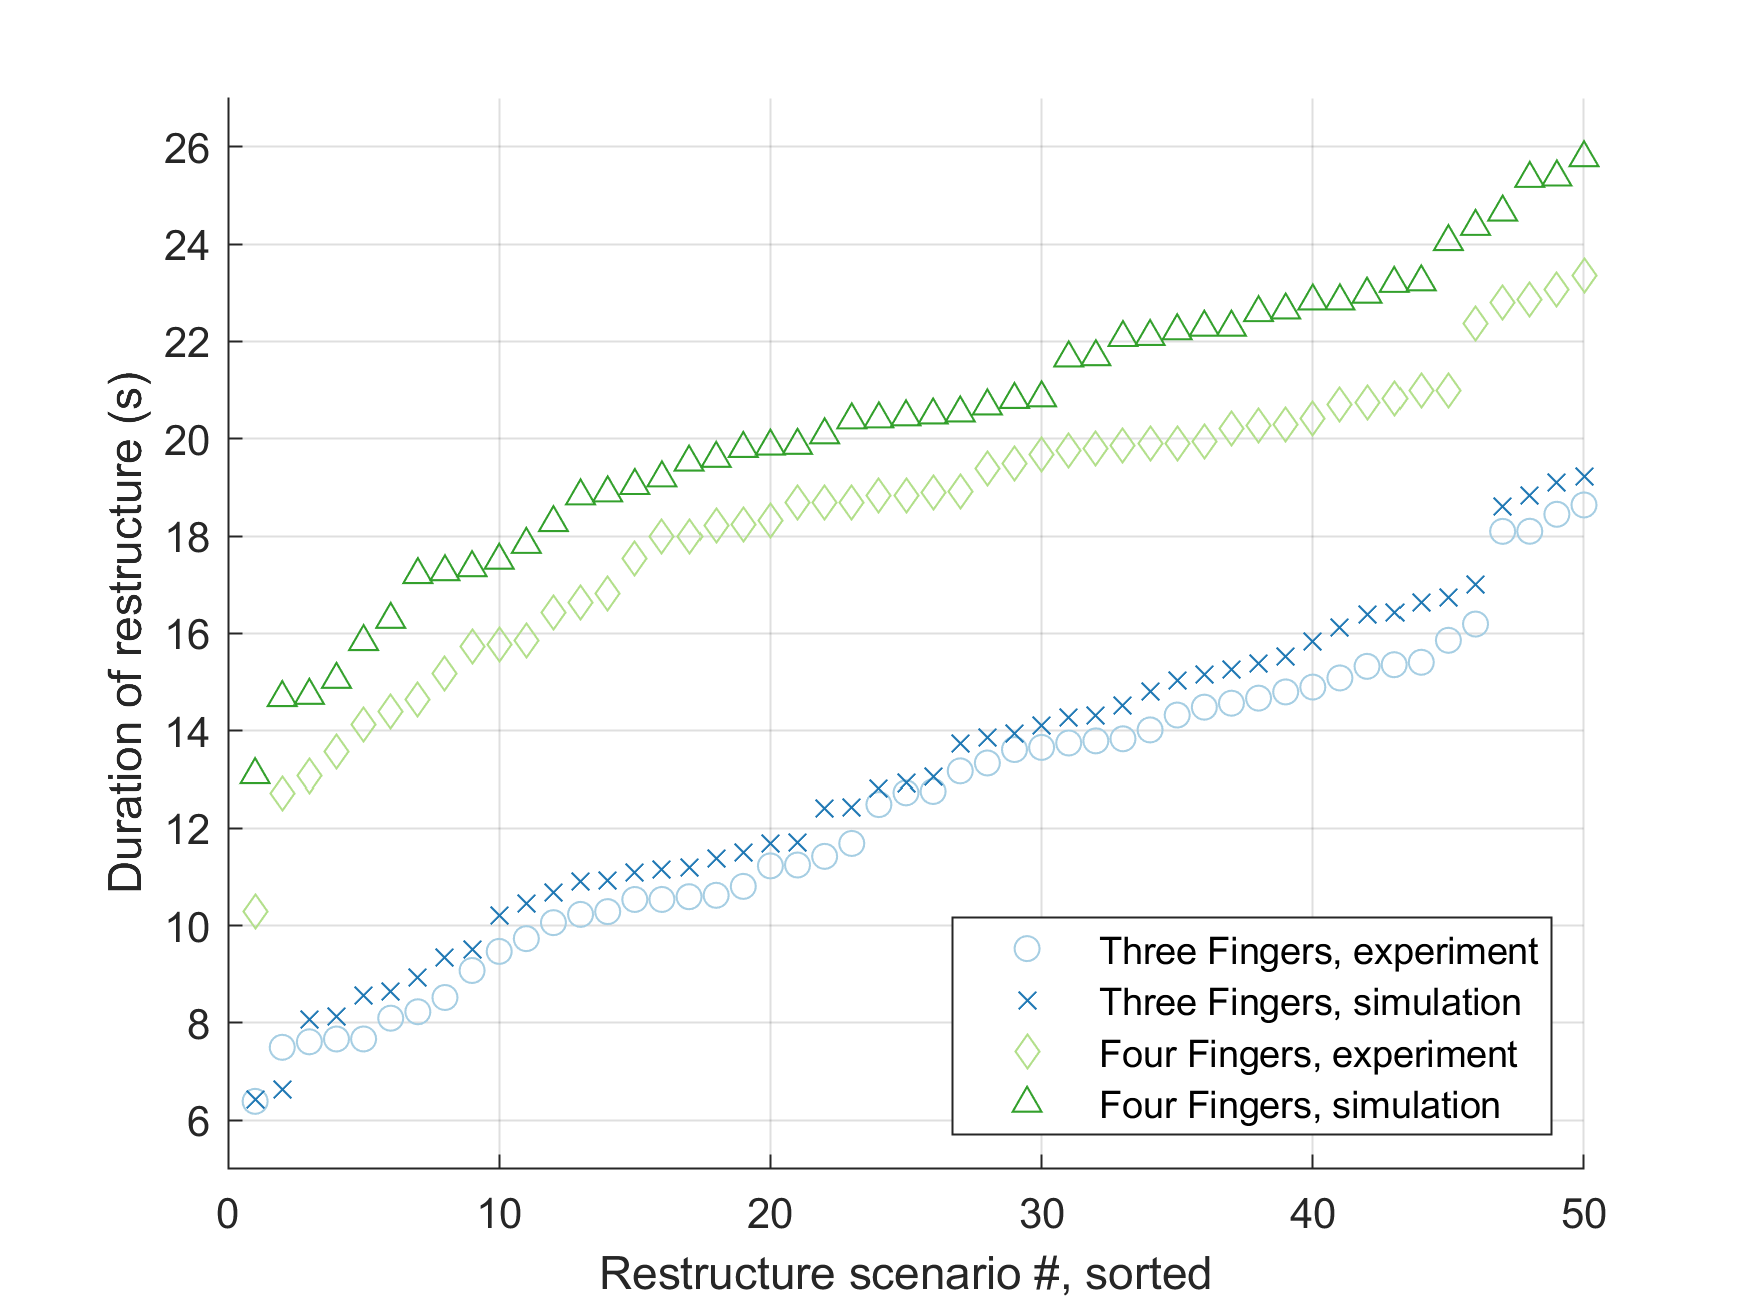 26
24
22
20
18
16
14
12
10
8
6
Duration of restructure (s)
0 10 20 30 40 50
Restructure scenario #, sorted
Three Fingers, experiment
Three Fingers, simulation
Four Fingers, experiment
Four Fingers, simulation